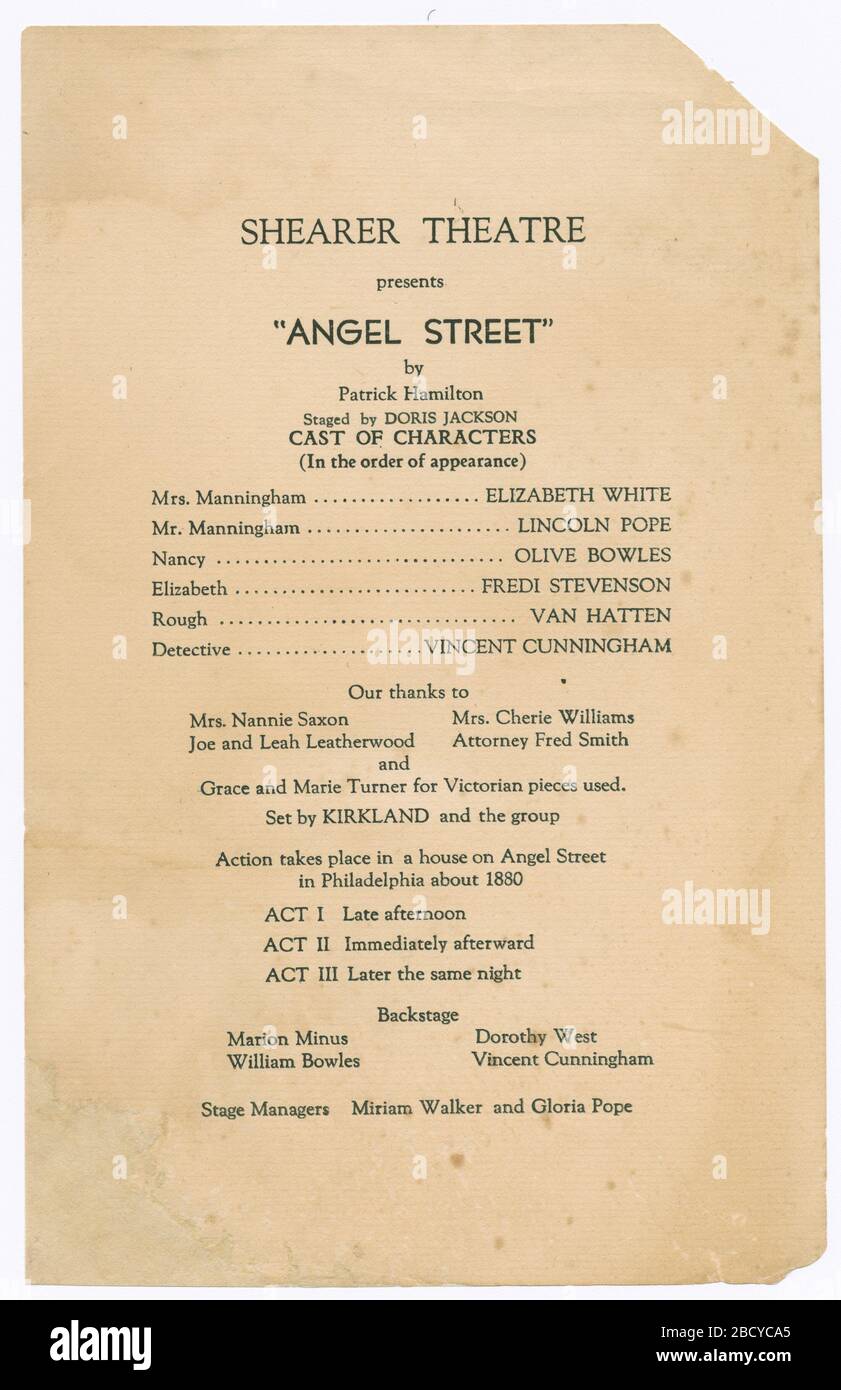 SHEARER THEATRE
presents
"ANGEL STREET"
by
Patrick Hamilton
Staged by DORIS JACKSON
CAST OF CHARACTERS
(In the order of appearance)
Mrs. Manningham .................. ELIZABETH WHITE
Mr. Manningham ...................... LINCOLN POPE
Nancy ............................... OLIVE BOWLES
Elizabeth .......................... FREDI STEVENSON
Rough ................................ VAN HATTEN
Detective .................... VINCENT CUNNINGHAM
Our thanks to
Mrs. Nannie Saxon Mrs. Cherie Williams
Joe and Leah Leatherwood Attorney Fred Smith
and
Grace and Marie Turner for Victorian pieces used.
Set by KIRKLAND and the group
Action takes place in a house on Angel Street
in Philadelphia about 1880
ACT I Late afternoon
ACT II Immediately afterward
ACT III Later the same night
Backstage
Marion Minus Dorothy West
William Bowles Vincent Cunningham
Stage Managers Miriam Walker and Gloria Pope
alamy
alamy
alamy
a alamy
Image ID: 2BCYCA5
www.alamy.com